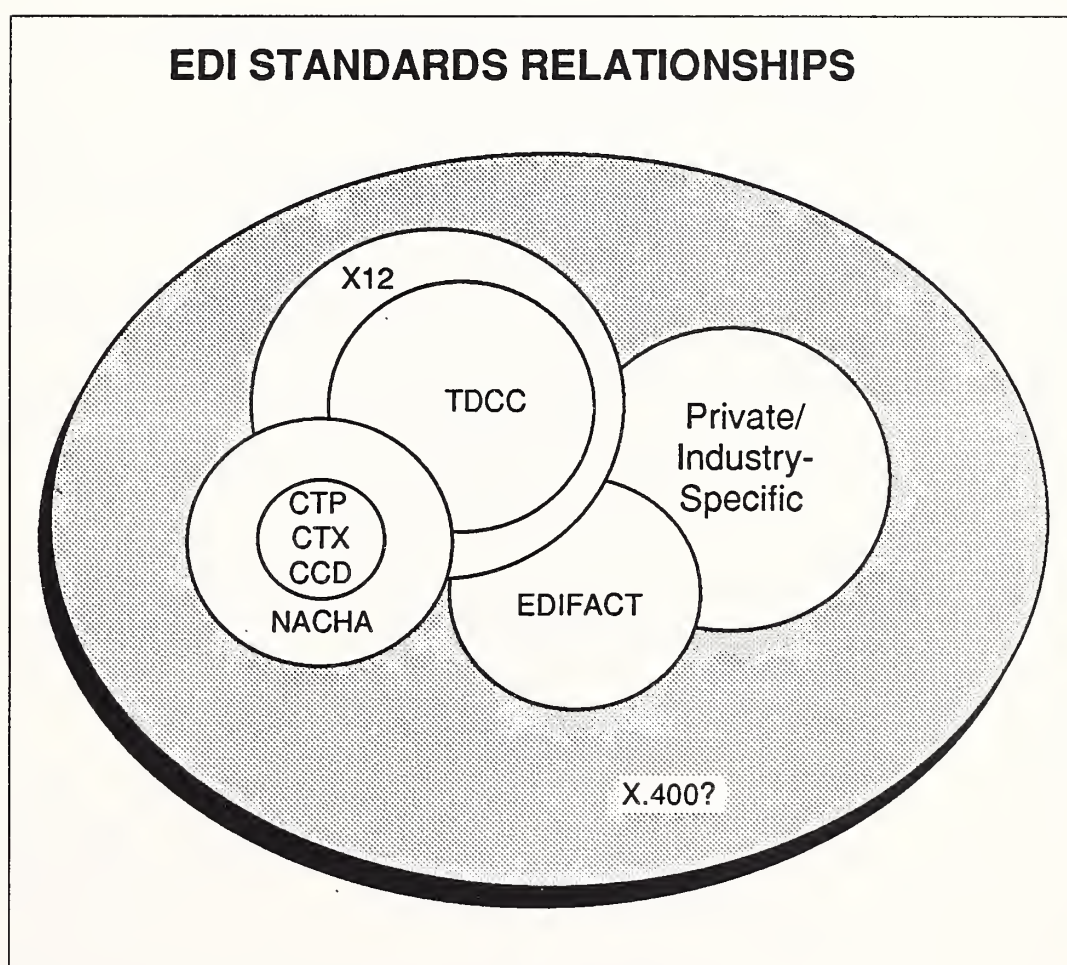 EDI STANDARDS RELATIONSHIPS
X12
TDCC
Private/
Industry-
Specific
CTP
CTX
CCD
NACHA
EDIFACT
X.400?